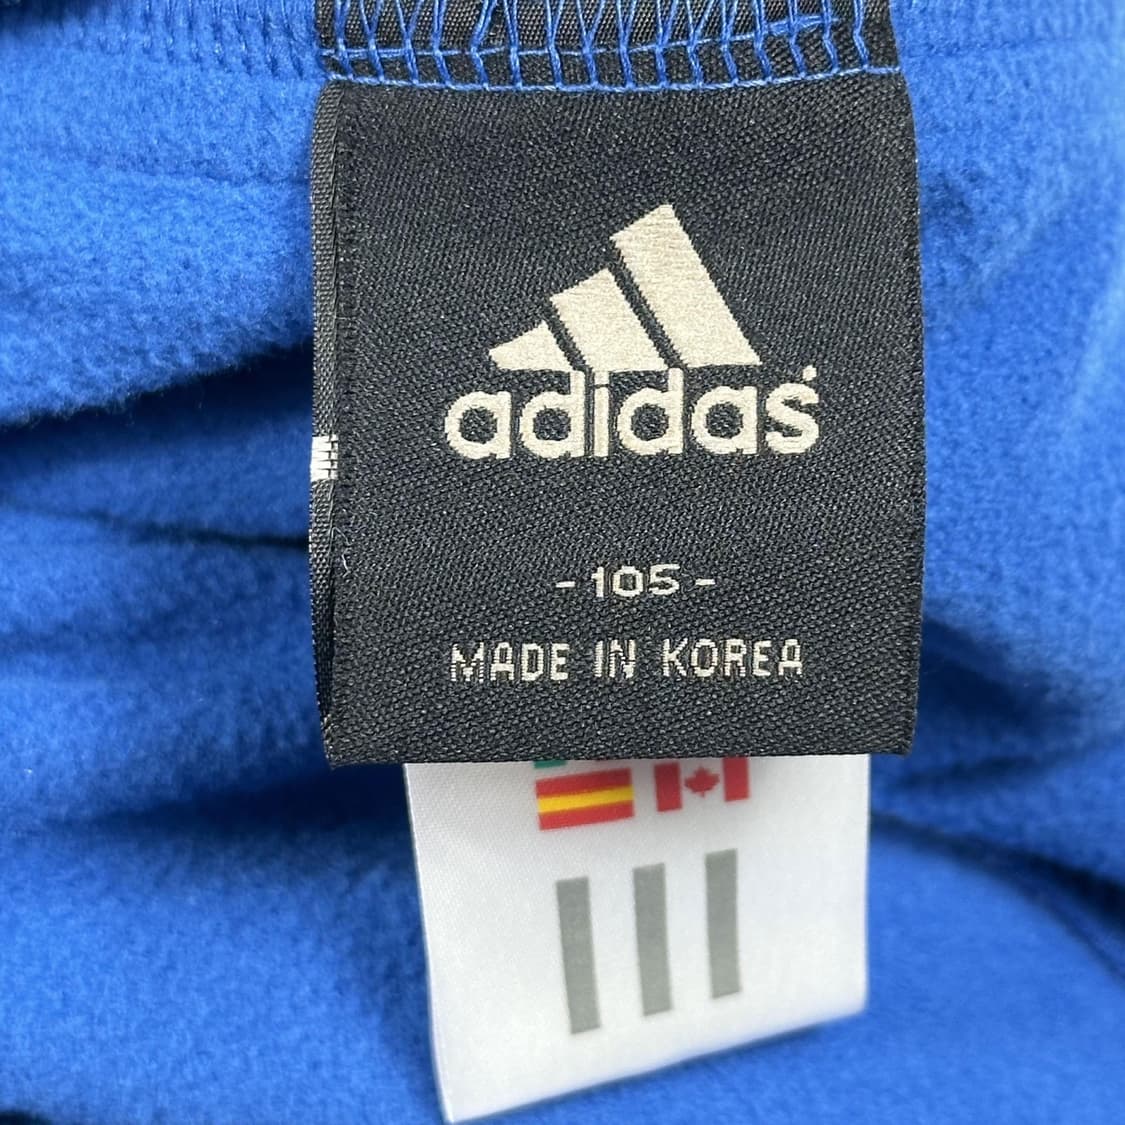 adidas
- 105 -
MADE IN KOREA